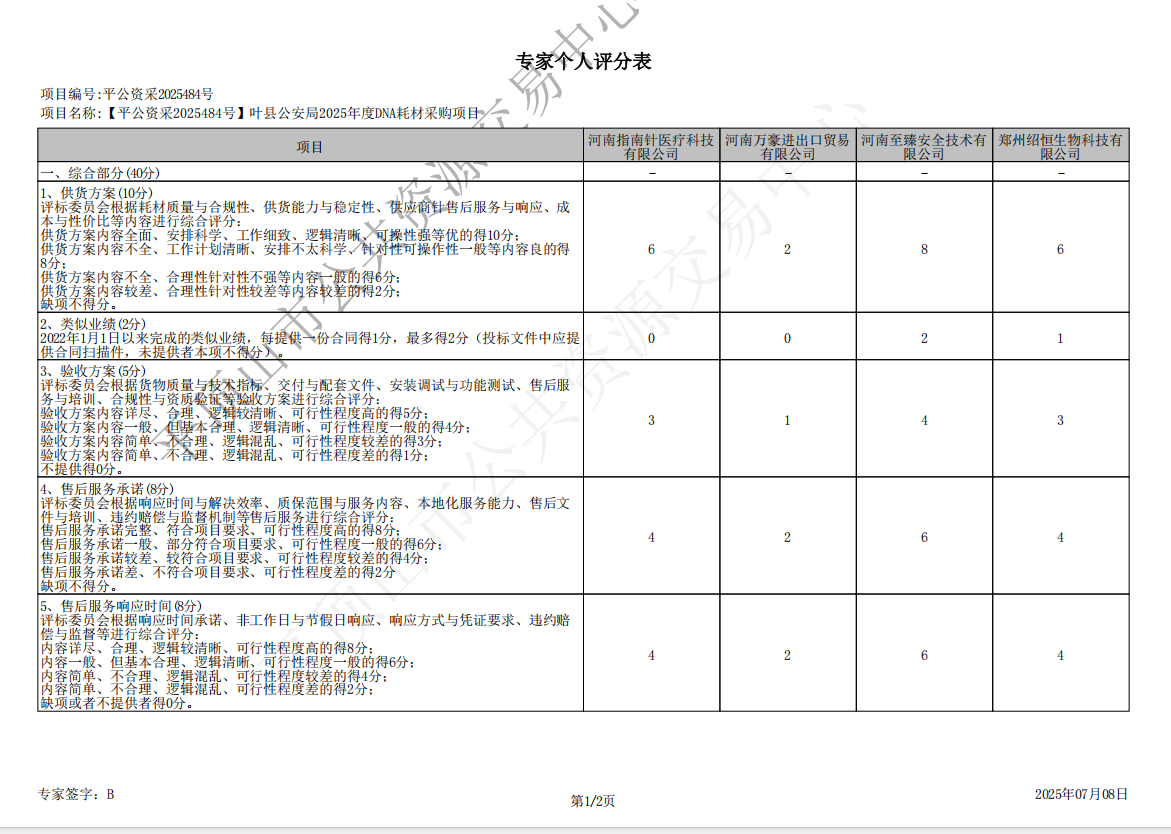 专家个人评分表
项目编号:平公资采2025484号
项目名称:【平公资采2025484号】叶县公安局2025年度DNA耗材采购项目
项目
河南指南针医疗科技
有限公司
河南万豪进出口贸易
有限公司
河南至臻安全技术有
限公司
郑州绍恒生物科技有
限公司
一、综合部分(40分)
–
–
–
–
1、供货方案(10分)
评标委员会根据耗材质量与合规性、供货能力与稳定性、供应商针售后服务与响应、成
本与性价比等内容进行综合评分;
供货方案内容全面、安排科学、工作细致、逻辑清晰、可操性强等优的得10分;
供货方案内容不全、工作计划清晰、安排不太科学、针对性可操作性一般等内容良的得
8分;
供货方案内容不全、合理性针对性不强等内容一般的得6分;
供货方案内容较差、合理性针对性较差等内容较差的得2分;
缺项不得分。
6
2
8
6
2、类似业绩(2分)
2022年1月1日以来完成的类似业绩，每提供一份合同得1分，最多得2分（投标文件中应提
供合同扫描件，未提供者本项不得分）。
0
0
2
1
3、验收方案(5分)
评标委员会根据货物质量与技术指标、交付与配套文件、安装调试与功能测试、售后服
务与培训、合规性与资质验证等验收方案进行综合评分:
验收方案内容详尽、合理、逻辑较清晰、可行性程度高的得5分;
验收方案内容一般、但基本合理、逻辑清晰、可行性程度一般的得4分;
验收方案内容简单、不合理、逻辑混乱、可行性程度较差的得3分;
验收方案内容简单、不合理、逻辑混乱、可行性程度差的得1分;
不提供得0分。
3
1
4
3
4、售后服务承诺(8分)
评标委员会根据响应时间与解决效率、质保范围与服务内容、本地化服务能力、售后文
件与培训、违约赔偿与监督机制等售后服务进行综合评分:
售后服务承诺完整、符合项目要求、可行性程度高的得8分;
售后服务承诺一般、部分符合项目要求、可行性程度一般的得6分;
售后服务承诺较差、较符合项目要求、可行性程度较差的得4分;
售后服务承诺差、不符合项目要求、可行性程度差的得2分
缺项不得分。
4
2
6
4
5、售后服务响应时间(8分)
评标委员会根据响应时间承诺、非工作日与节假日响应、响应方式与凭证要求、违约赔
偿与监督等进行综合评分:
内容详尽、合理、逻辑较清晰、可行性程度高的得8分;
内容一般、但基本合理、逻辑清晰、可行性程度一般的得6分;
内容简单、不合理、逻辑混乱、可行性程度较差的得4分;
内容简单、不合理、逻辑混乱、可行性程度差的得2分;
缺项或者不提供者得0分。
4
2
6
4
专家签字: B
第1/2页
2025年07月08日
平顶山市公共资源交易中心
平顶山市公共资源交易中心